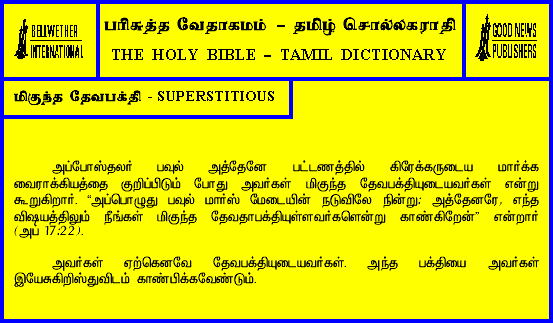 BELLWETHER
INTERNATIONAL
பரிசுத்த வேதாகமம் – தமிழ் சொல்லகராதி
THE HOLY BIBLE – TAMIL DICTIONARY
GOOD NEWS
PUBLISHERS
மிகுந்த தேவபக்தி - SUPERSTITIOUS
அப்போஸ்தலர் பவுல் அத்தேனே பட்டணத்தில் கிரேக்கருடைய மார்க்க
வைராக்கியத்தை குறிப்பிடும் போது அவர்கள் மிகுந்த தேவபக்தியுடையவர்கள் என்று
கூறுகிறார். “அப்பொழுது பவுல் மார்ஸ் மேடையின் நடுவிலே நின்று: அத்தேனரே, எந்த
விஷயத்திலும் நீங்கள் மிகுந்த தேவதாபக்தியுள்ளவர்களென்று காண்கிறேன்” என்றார்
(அப் 17:22).
அவர்கள் ஏற்கெனவே தேவபக்தியுடையவர்கள். அந்த பக்தியை அவர்கள்
இயேசுகிறிஸ்துவிடம் காண்பிக்கவேண்டும்.